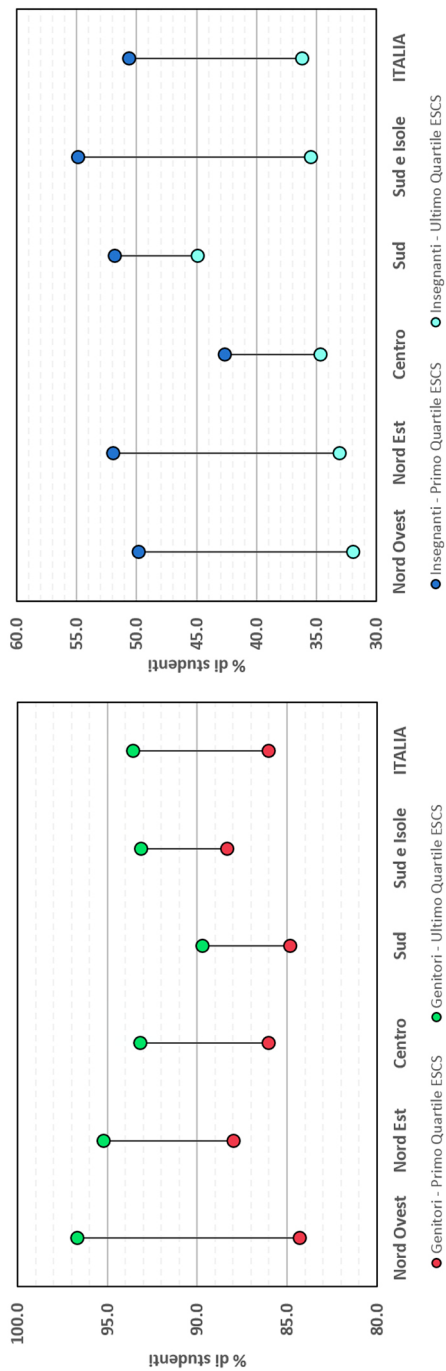 % di studenti
100.0
95.0
90.0
85.0
80.0
Nord Ovest
Nord Est
Centro
Sud
Sud e Isole
ITALIA
Genitori - Primo Quartile ESCS
Genitori - Ultimo Quartile ESCS
% di studenti
60.0
55.0
50.0
45.0
40.0
35.0
30.0
Nord Ovest
Nord Est
Centro
Sud
Sud e Isole
ITALIA
Insegnanti - Primo Quartile ESCS
Insegnanti - Ultimo Quartile ESCS